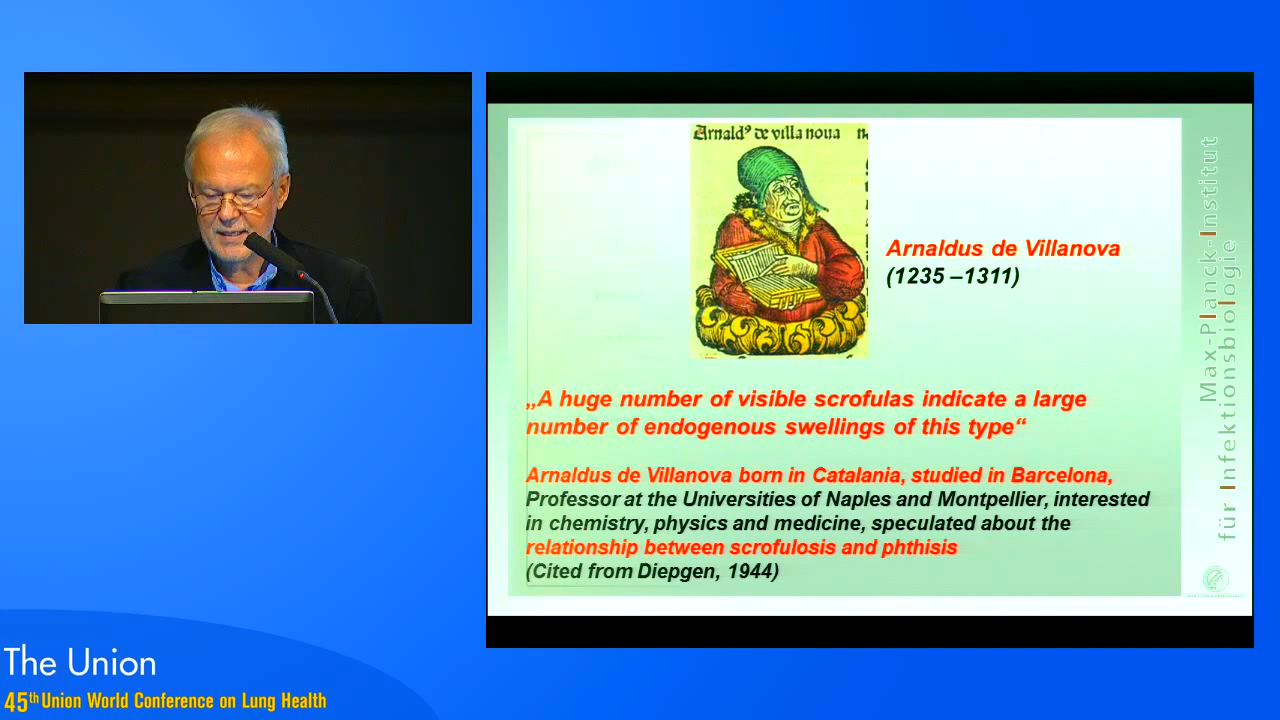 Arnaldꝰ de villa noua
Arnaldus de Villanova
(1235 –1311)
„A huge number of visible scrofulas indicate a large
number of endogenous swellings of this type“
Arnaldus de Villanova born in Catalania, studied in Barcelona,
Professor at the Universities of Naples and Montpellier, interested
in chemistry, physics and medicine, speculated about the
relationship between scrofulosis and phthisis
(Cited from Diepgen, 1944)
Max-Planck-Institut
für Infektionsbiologie
The Union
45th Union World Conference on Lung Health